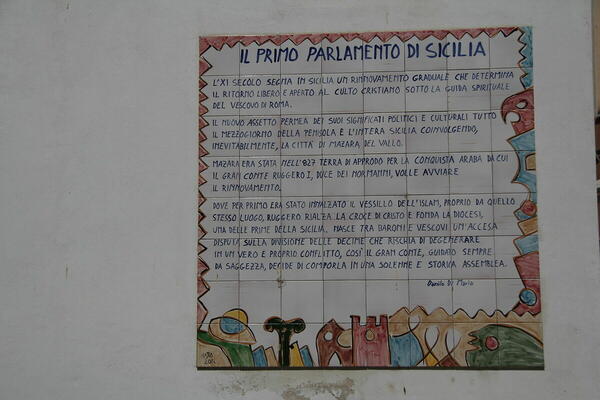 IL PRIMO PARLAMENTO DI SICILIA
L'XI SECOLO SEGNA IN SICILIA UN RINNOVAMENTO GRADUALE CHE DETERMINA
IL RITORNO LIBERO E APERTO AL CULTO CRISTIANO SOTTO LA GUIDA SPIRITUALE
DEL VESCOVO DI ROMA.
IL NUOVO ASSETTO PERMEA DEI SUOI SIGNIFICATI POLITICI E CULTURALI TUTTO
IL MEZZOGIORNO DELLA PENISOLA E L'INTERA SICILIA COINVOLGENDO,
INEVITABILMENTE, LA CITTÀ DI MAZARA DEL VALLO.
MAZARA ERA STATA NELL'827 TERRA DI APPRODO PER LA CONQUISTA ARABA DA CUI
IL GRAN CONTE RUGGERO I, DUCE DEI NORMANNI, VOLLE AVVIARE
IL RINNOVAMENTO.
DOVE PER PRIMO ERA STATO INNALZATO IL VESSILLO DELL'ISLAM, PROPRIO DA QUELLO
STESSO LUOGO, RUGGERO RIALZA LA CROCE DI CRISTO E FONDA LA DIOCESI,
UNA DELLE PRIME DELLA SICILIA. NASCE TRA BARONI E VESCOVI UN'ACCESA
DISPUTA SULLA DIVISIONE DELLE DECIME CHE RISCHIA DI DEGENERARE
IN UN VERO E PROPRIO CONFLITTO, COSÌ IL GRAN CONTE, GUIDATO SEMPRE
DA SAGGEZZA, DECIDE DI COMPORLA IN UNA SOLENNE E STORICA ASSEMBLEA.
Danilo Di Maria